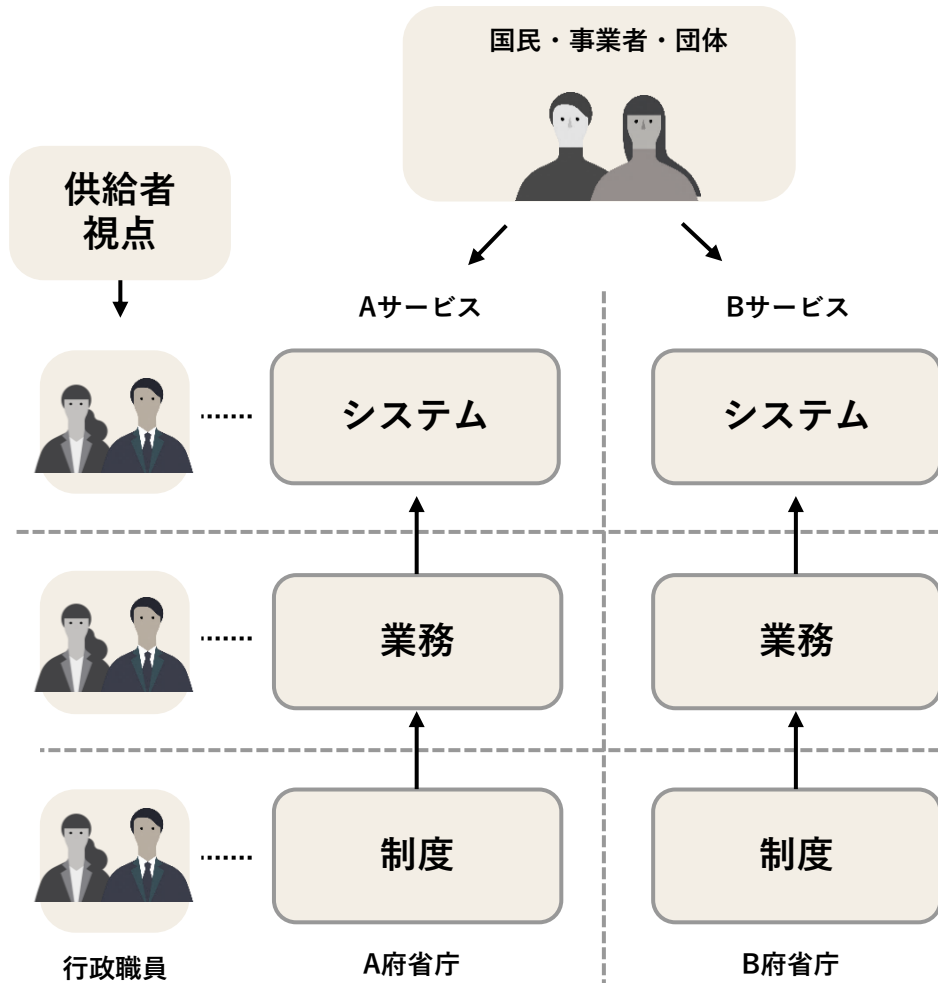 国民・事業者・団体
供給者
視点
Aサービス
Bサービス
システム
システム
業務
業務
制度
制度
行政職員
A府省庁
B府省庁